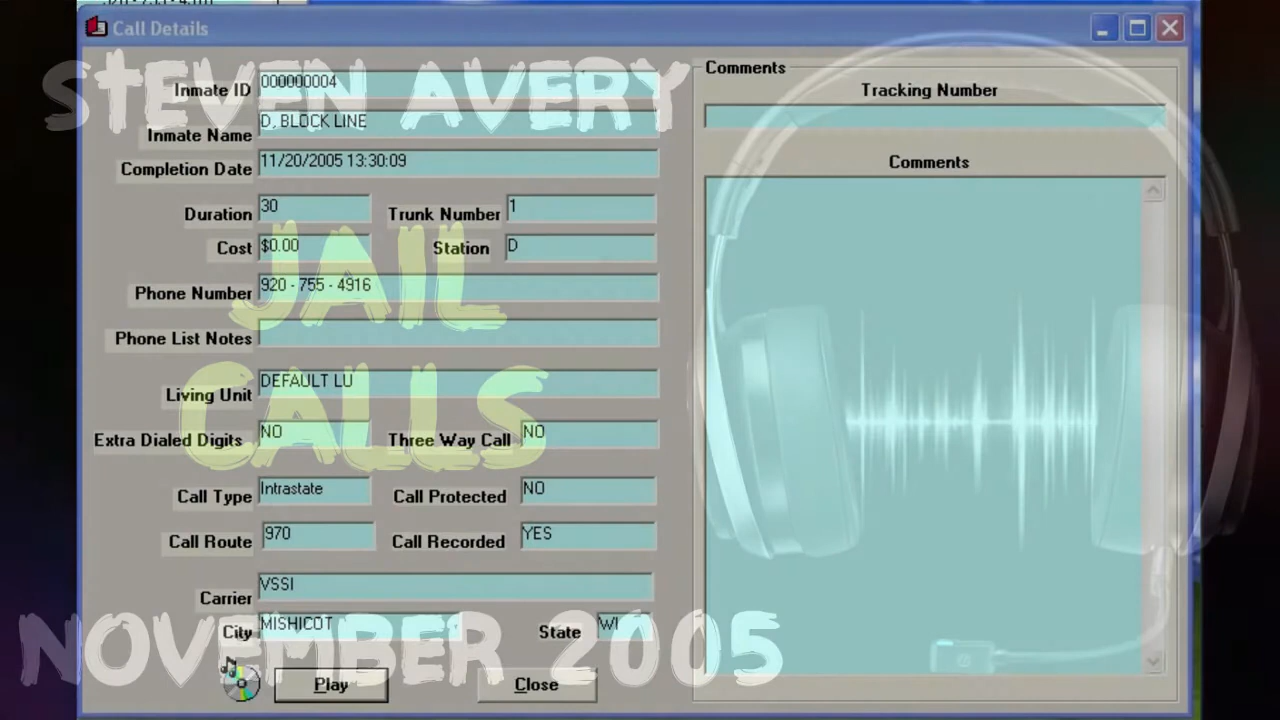 Call Details
STEVEN AVERY
Inmate ID 000000004
Inmate Name D, BLOCK LINE
Completion Date 11/20/2005 13:30:09
Duration 30 Trunk Number 1
Cost $0.00 Station D
JAIL
Phone Number 920 - 755 - 4916
Phone List Notes
CALLS
Living Unit DEFAULT LU
Extra Dialed Digits NO Three Way Call NO
Call Type Intrastate Call Protected NO
Call Route 970 Call Recorded YES
Carrier VSSI
City MISHICOT State WI
NOVEMBER 2005
Play Close
Comments
Tracking Number
Comments